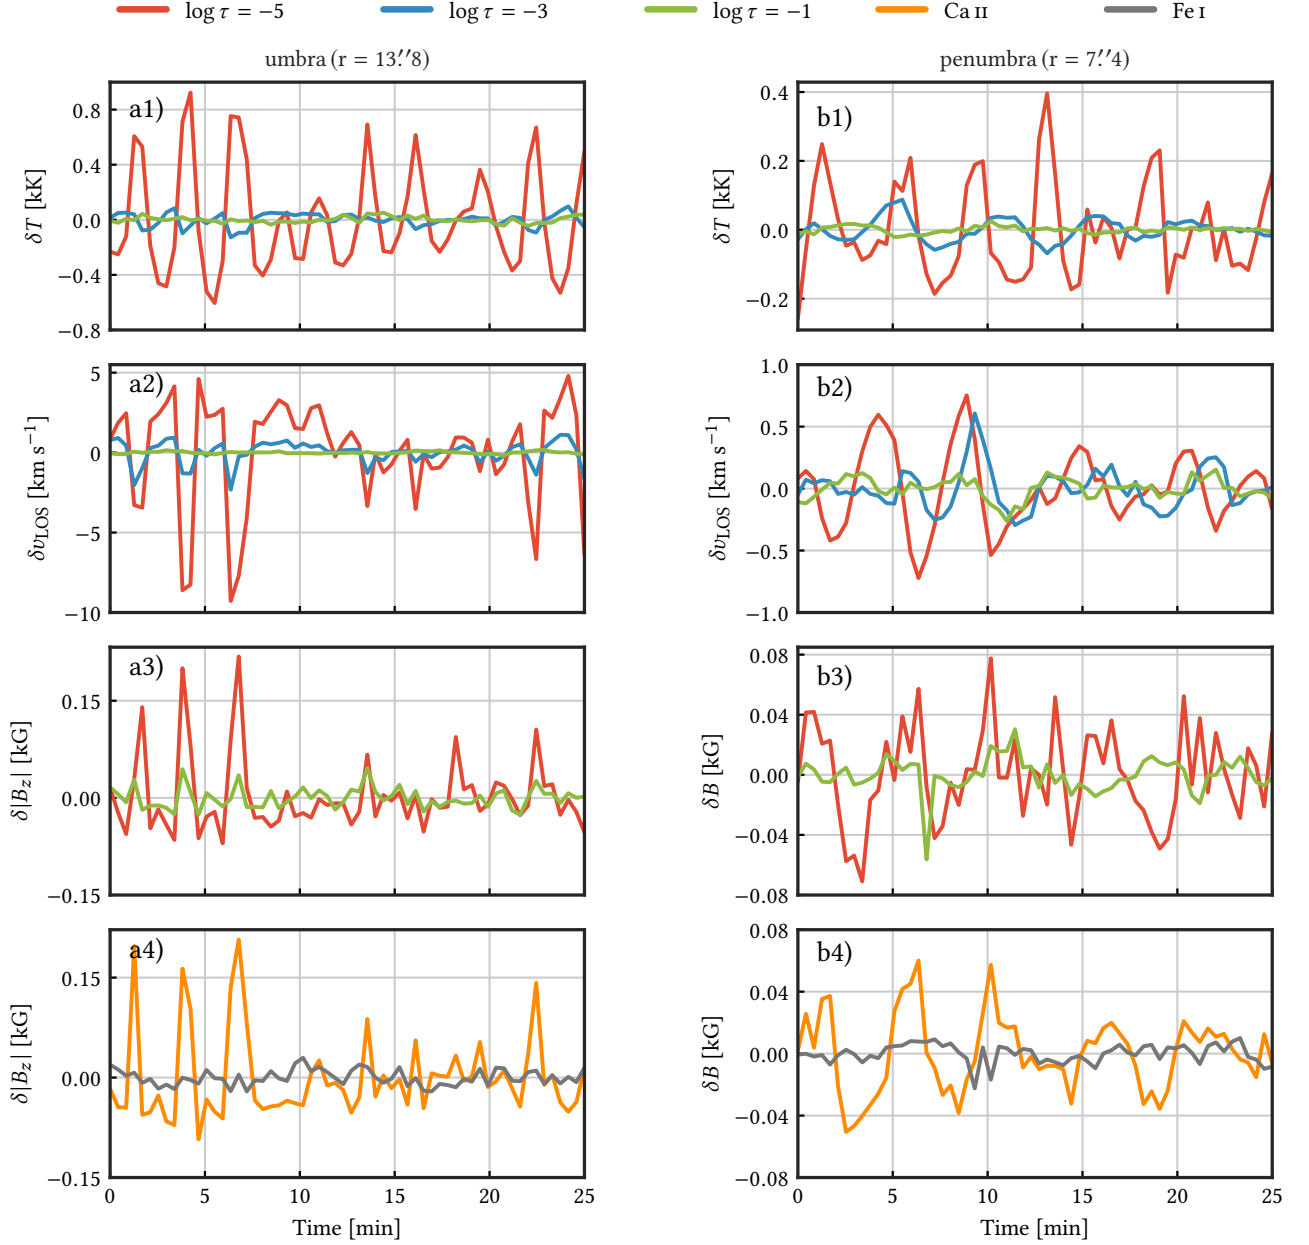 log τ = −5 log τ = −3 log τ = −1 Ca II Fe I
umbra (r = 13.″8) penumbra (r = 7.″4)
a1)
0.8
0.4
0.0
−0.4
−0.8
δT [kK]
b1)
0.4
0.2
0.0
−0.2
δT [kK]
a2)
5
0
−5
−10
δv_LOS [km s⁻¹]
b2)
1.0
0.5
0.0
−0.5
−1.0
δv_LOS [km s⁻¹]
a3)
0.15
0.00
−0.15
δ|B_z| [kG]
b3)
0.08
0.04
0.00
−0.04
−0.08
δB [kG]
a4)
0.15
0.00
−0.15
δ|B_z| [kG]
0 5 10 15 20 25
Time [min]
b4)
0.08
0.04
0.00
−0.04
−0.08
δB [kG]
0 5 10 15 20 25
Time [min]